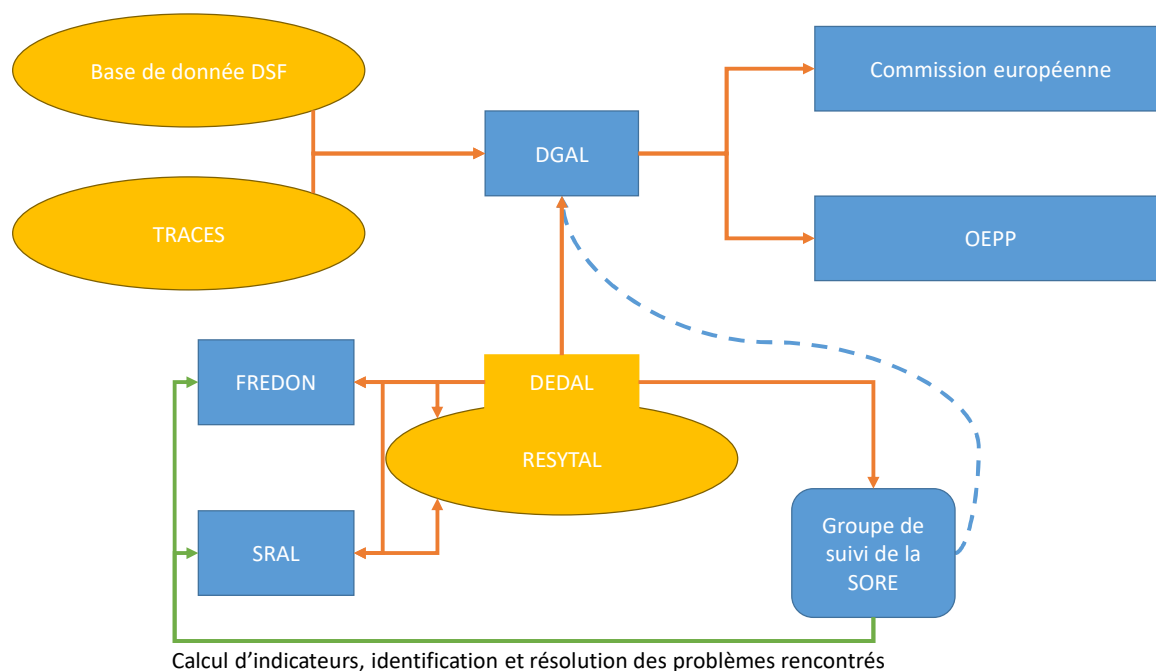 Base de donnée DSF
Commission européenne
DGAL
TRACES
OEPP
FREDON
DEDAL
RESYTAL
SRAL
Groupe de
suivi de la
SORE
Calcul d’indicateurs, identification et résolution des problèmes rencontrés